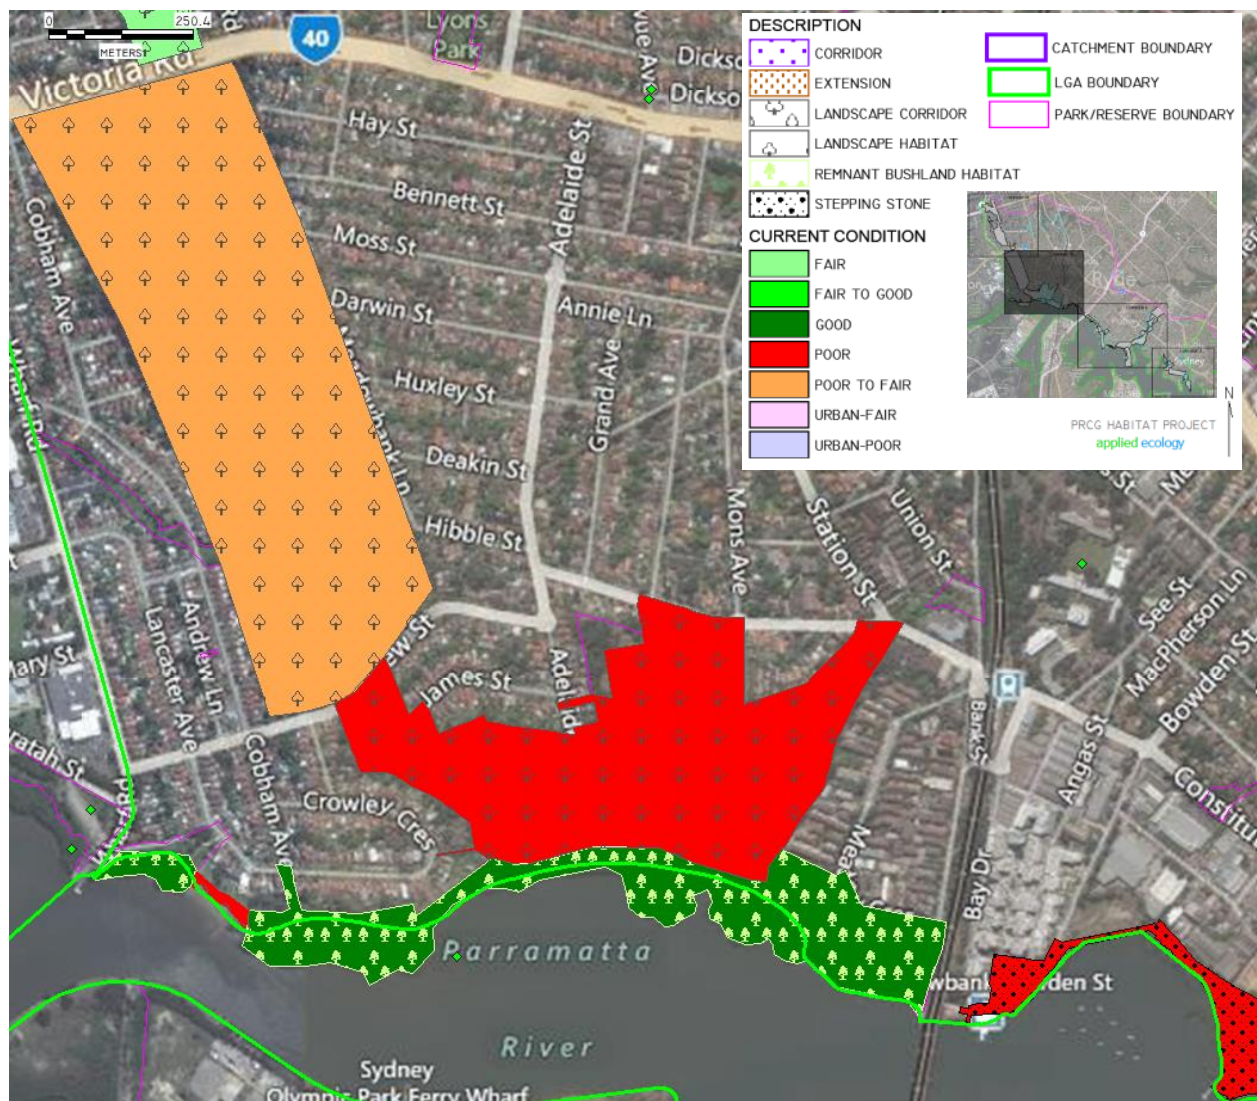 0 250.4
METERS
Victoria Rd
40
Lyons
Park
Dickso
Dickso
Hay St
Bennett St
Moss St
Adelaide St
Darwin St
Annie Ln
Cobham Ave
Huxley St
Grand Ave
Deakin St
Hibble St
Mons Ave
Station St
Union St
See St
MacPherson Ln
Bowden St
Wharf Rd
Lancaster Ave
Andrew Ln
James St
Bank St
Angas St
Cobham Ave
Crowley Cres
Bay Dr
Parramatta
River
Sydney
Olympic Park Ferry Wharf
DESCRIPTION
CORRIDOR
EXTENSION
LANDSCAPE CORRIDOR
LANDSCAPE HABITAT
REMNANT BUSHLAND HABITAT
STEPPING STONE
CATCHMENT BOUNDARY
LGA BOUNDARY
PARK/RESERVE BOUNDARY
CURRENT CONDITION
FAIR
FAIR TO GOOD
GOOD
POOR
POOR TO FAIR
URBAN-FAIR
URBAN-POOR
Ryde
N
PRCG HABITAT PROJECT
applied ecology